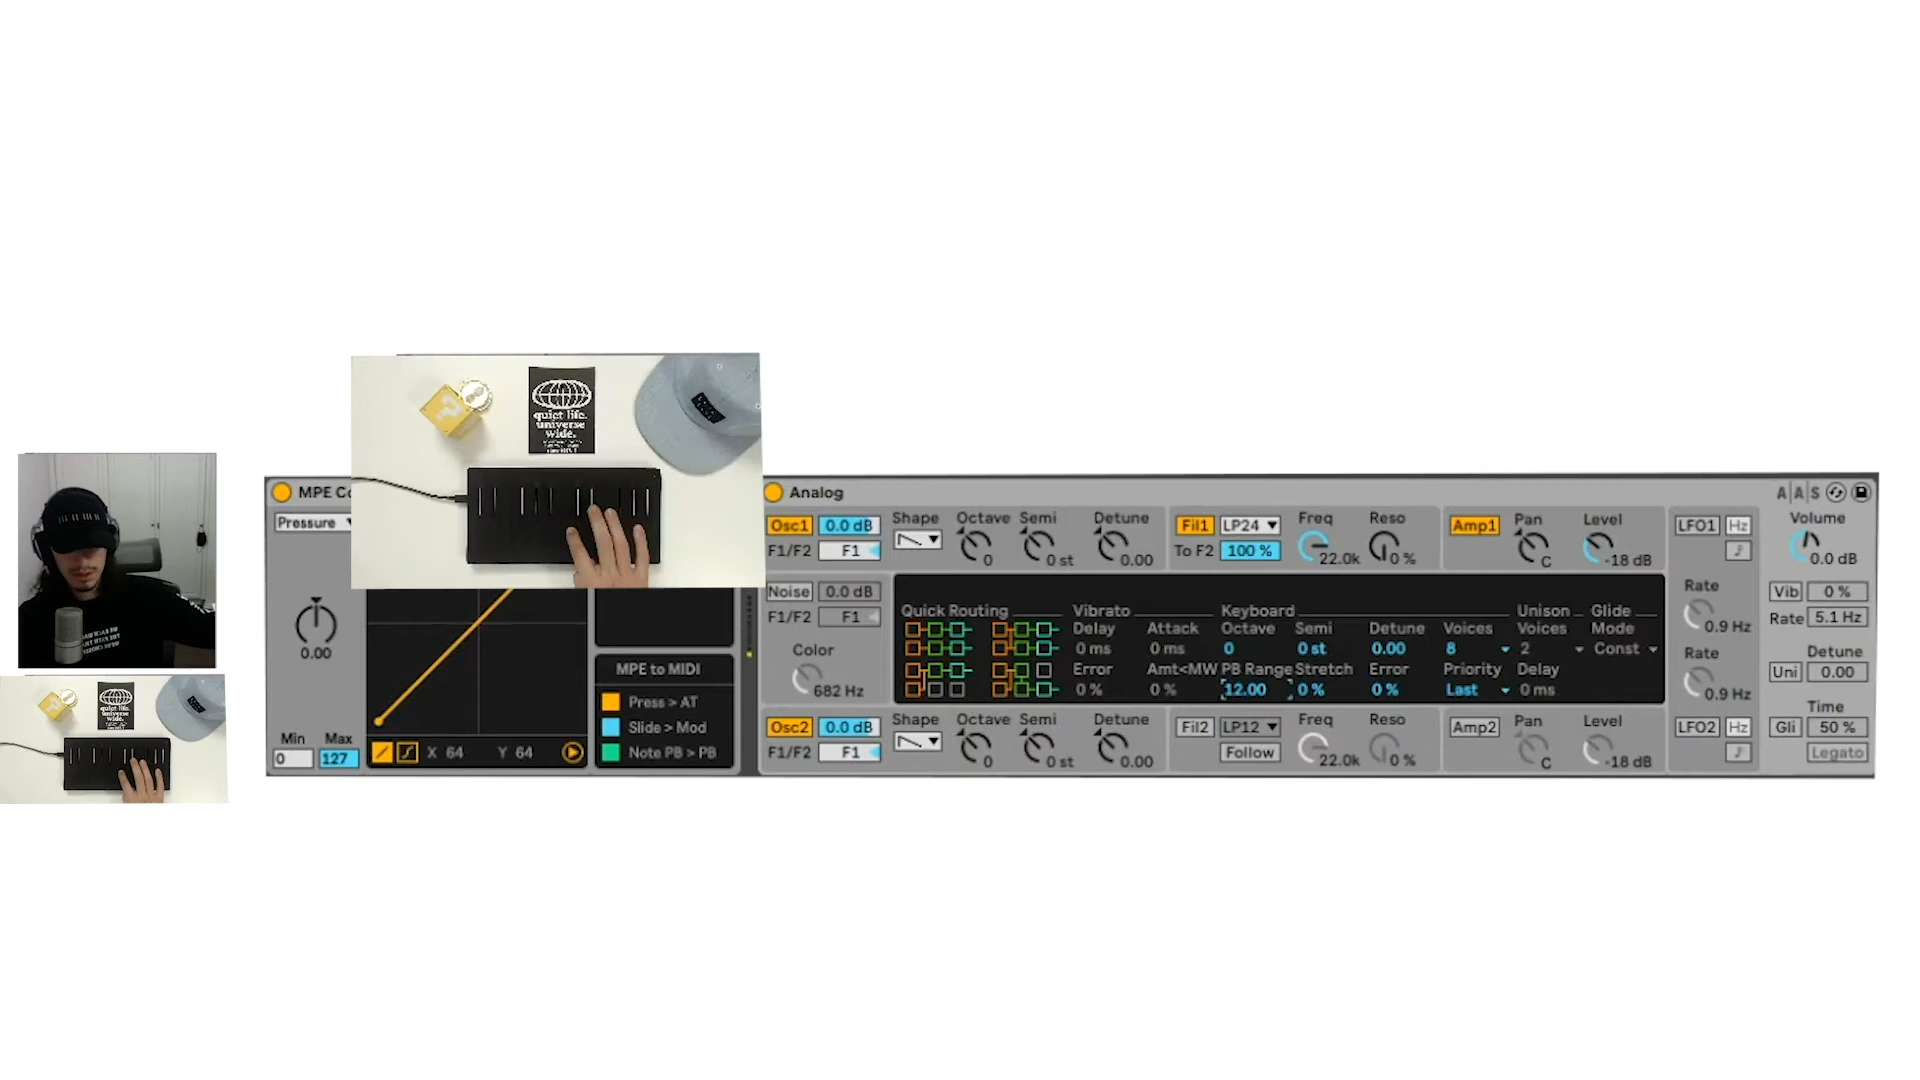 quiet life.
universe
wide.
MPE Co
Pressure
0.00
Min Max
0 127
X 64 Y 64
MPE to MIDI
Press > AT
Slide > Mod
Note PB > PB
Analog
A|A|S
Osc1 0.0 dB Shape Octave Semi Detune
F1/F2 F1 0 0 st 0.00
Fil1 LP24 Freq Reso
To F2 100 % 22.0k 0 %
Amp1 Pan Level
C -18 dB
LFO1 Hz
Volume
0.0 dB
Noise 0.0 dB
F1/F2 F1
Color
682 Hz
Quick Routing Vibrato Keyboard Unison Glide
Delay Attack Octave Semi Detune Voices Voices Mode
0 ms 0 ms 0 0 st 0.00 8 2 Const
Error Amt<MW PB Range Stretch Error Priority Delay
0 % 0 % 12.00 0 % 0 % Last 0 ms
Rate
0.9 Hz
Rate
0.9 Hz
Vib 0 %
Rate 5.1 Hz
Detune
Uni 0.00
Time
Gli 50 %
Legato
Osc2 0.0 dB Shape Octave Semi Detune
F1/F2 F1 0 0 st 0.00
Fil2 LP12 Freq Reso
Follow 22.0k 0 %
Amp2 Pan Level
C -18 dB
LFO2 Hz